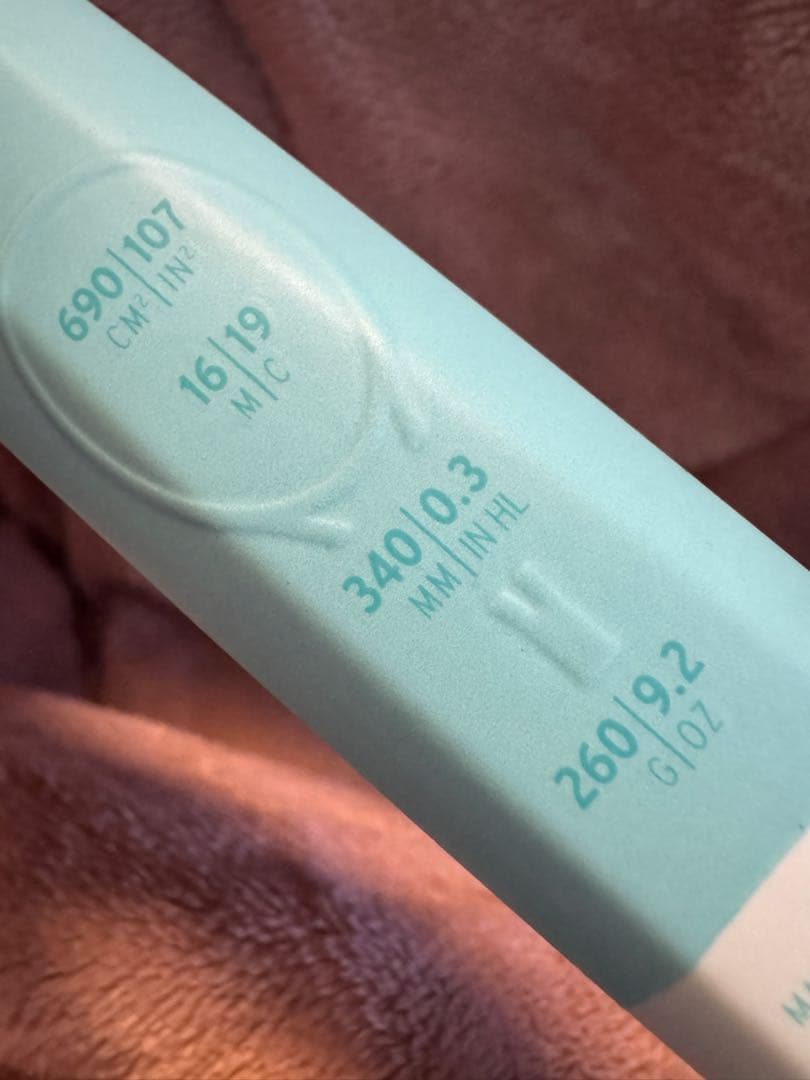 690|107
CM²|IN²
16|19
M|C
340|0.3
MM|IN HL
260|9.2
G|OZ